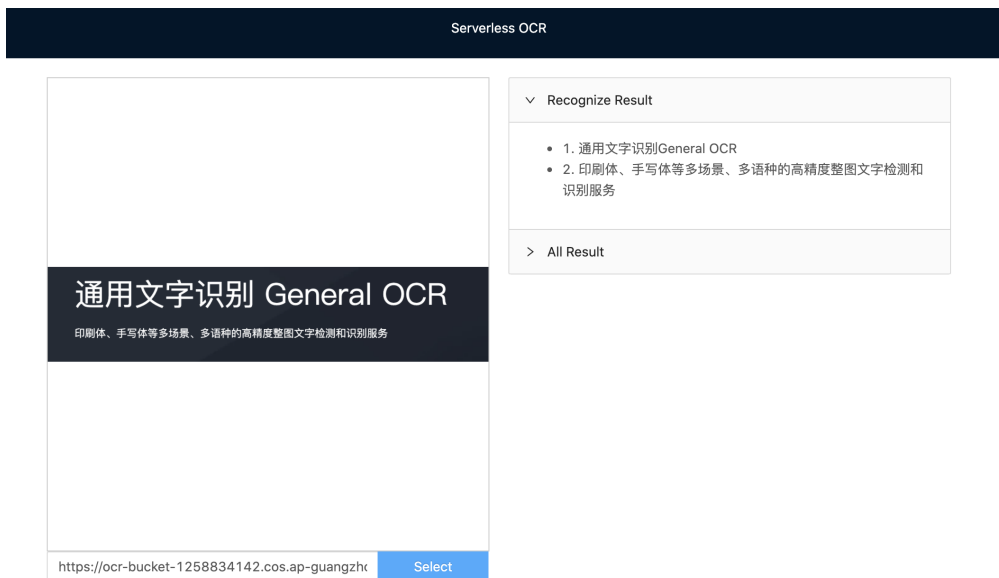 Serverless OCR
通用文字识别 General OCR
印刷体、手写体等多场景、多语种的高精度整图文字检测和识别服务
https://ocr-bucket-1258834142.cos.ap-guangzho
Select
Recognize Result
1. 通用文字识别General OCR
2. 印刷体、手写体等多场景、多语种的高精度整图文字检测和
识别服务
All Result